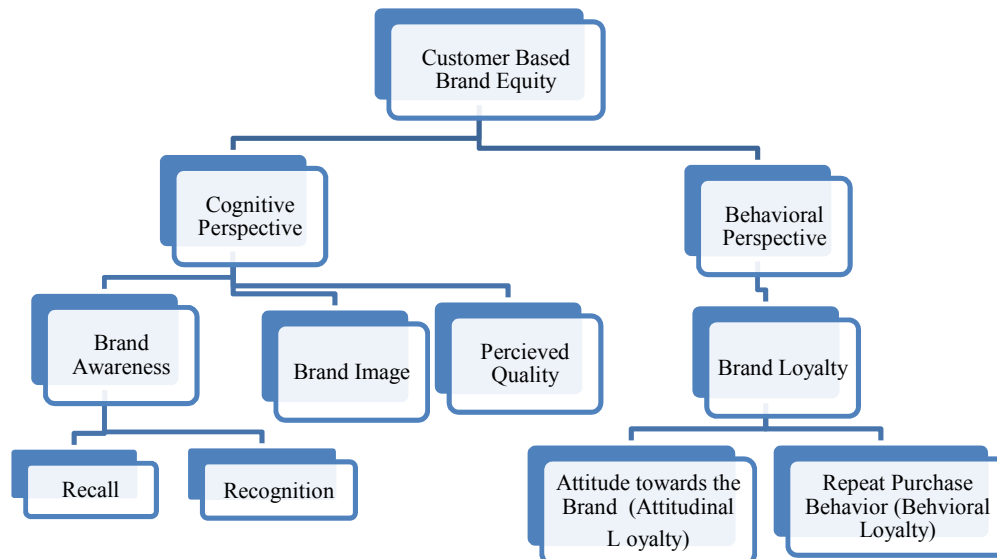 Customer Based
Brand Equity
Cognitive
Perspective
Behavioral
Perspective
Brand
Awareness
Brand Image
Percieved
Quality
Brand Loyalty
Recall
Recognition
Attitude towards the
Brand (Attitudinal
L oyalty)
Repeat Purchase
Behavior (Behvioral
Loyalty)